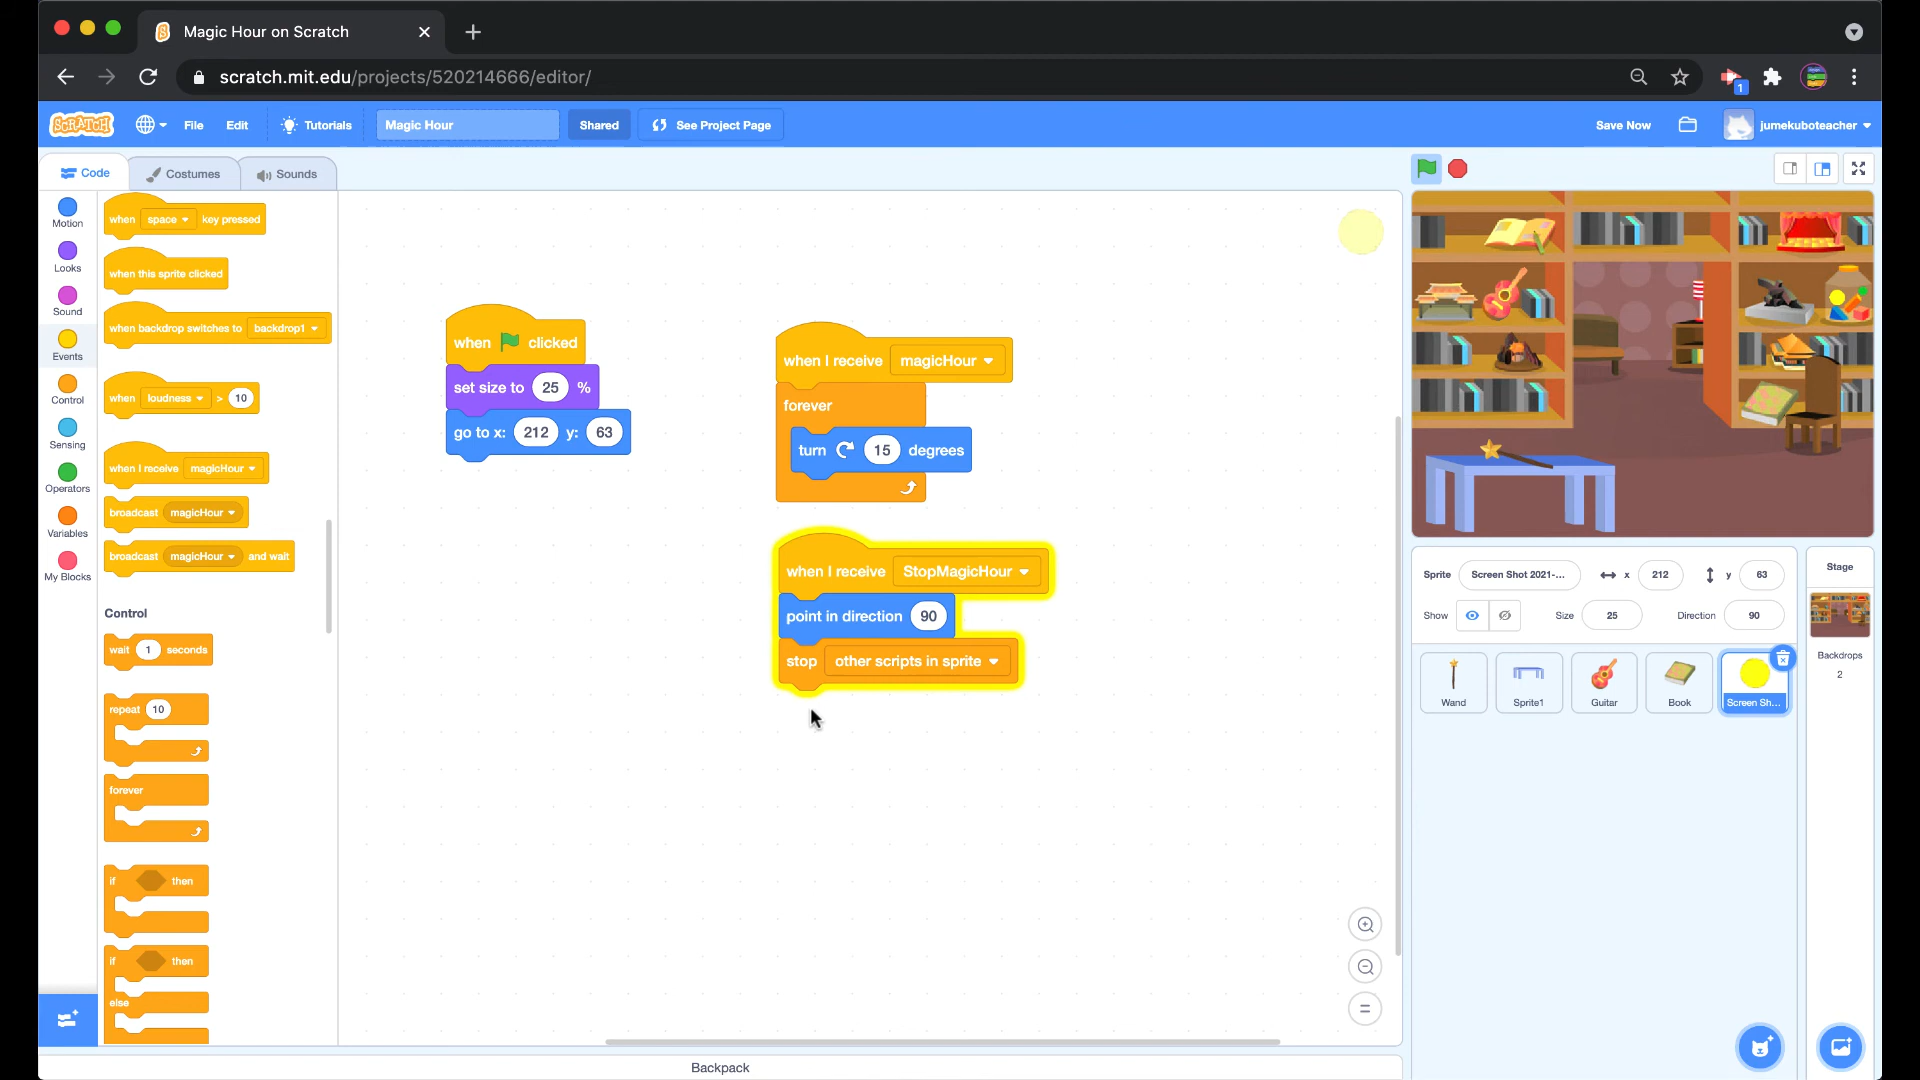 Magic Hour on Scratch
scratch.mit.edu/projects/520214666/editor/
1
SCRATCH
File
Edit
Tutorials
Magic Hour
Shared
See Project Page
Save Now
jumekuboteacher
Code
Costumes
Sounds
Motion
Looks
Sound
Events
Control
Sensing
Operators
Variables
My Blocks
when space key pressed
when this sprite clicked
when backdrop switches to backdrop1
when loudness > 10
when I receive magicHour
broadcast magicHour
broadcast magicHour and wait
Control
wait 1 seconds
repeat 10
forever
if then
if then
else
when clicked
set size to 25 %
go to x: 212 y: 63
when I receive magicHour
forever
turn 15 degrees
when I receive StopMagicHour
point in direction 90
stop other scripts in sprite
Backpack
Sprite Screen Shot 2021-... x 212 y 63
Show Size 25 Direction 90
Wand
Sprite1
Guitar
Book
Screen Sh...
Stage
Backdrops
2